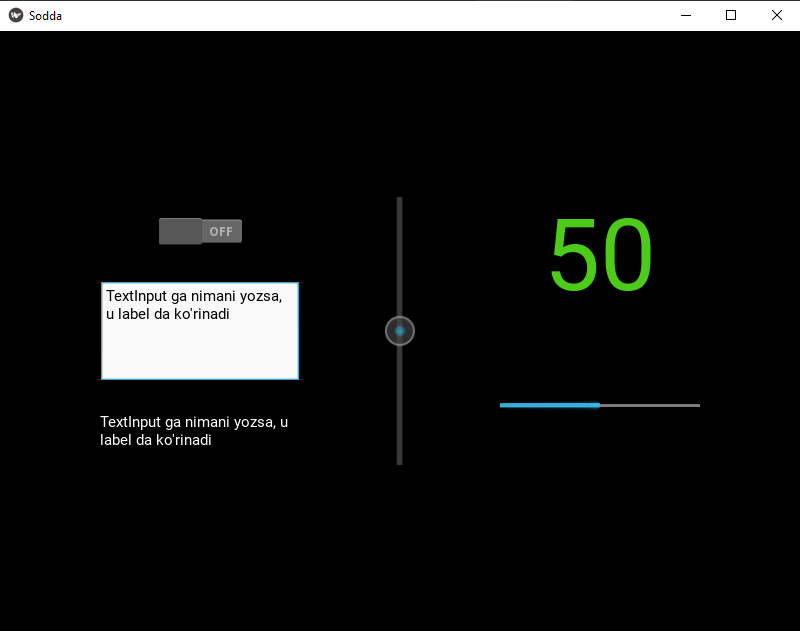 Sodda
OFF
TextInput ga nimani yozsa,
u label da ko'rinadi
TextInput ga nimani yozsa, u
label da ko'rinadi
50